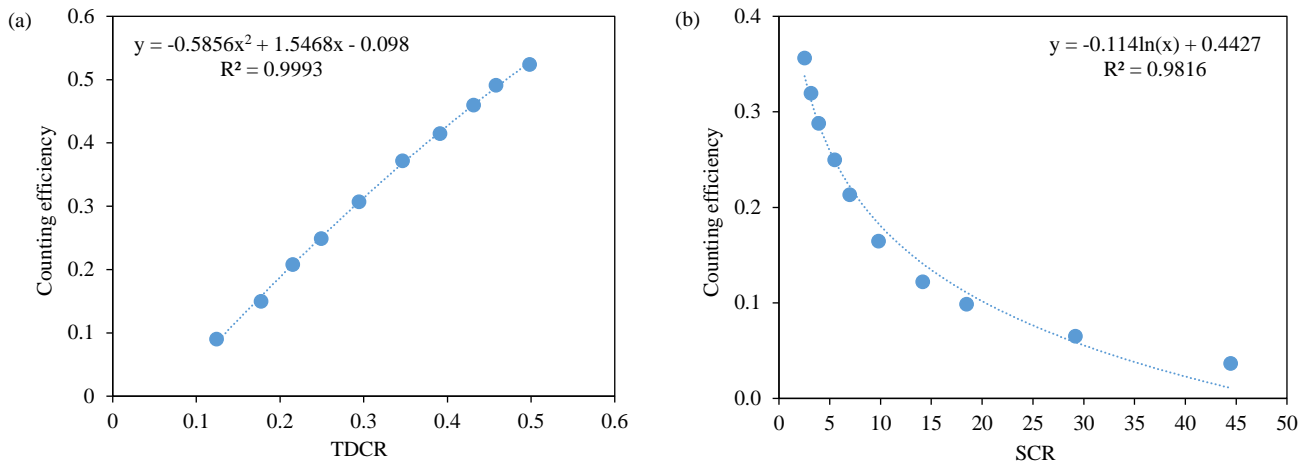 (a)
y = -0.5856x² + 1.5468x - 0.098
R² = 0.9993
Counting efficiency
0.6
0.5
0.4
0.3
0.2
0.1
0
0 0.1 0.2 0.3 0.4 0.5 0.6
TDCR
(b)
y = -0.114ln(x) + 0.4427
R² = 0.9816
Counting efficiency
0.4
0.3
0.2
0.1
0.0
0 5 10 15 20 25 30 35 40 45 50
SCR